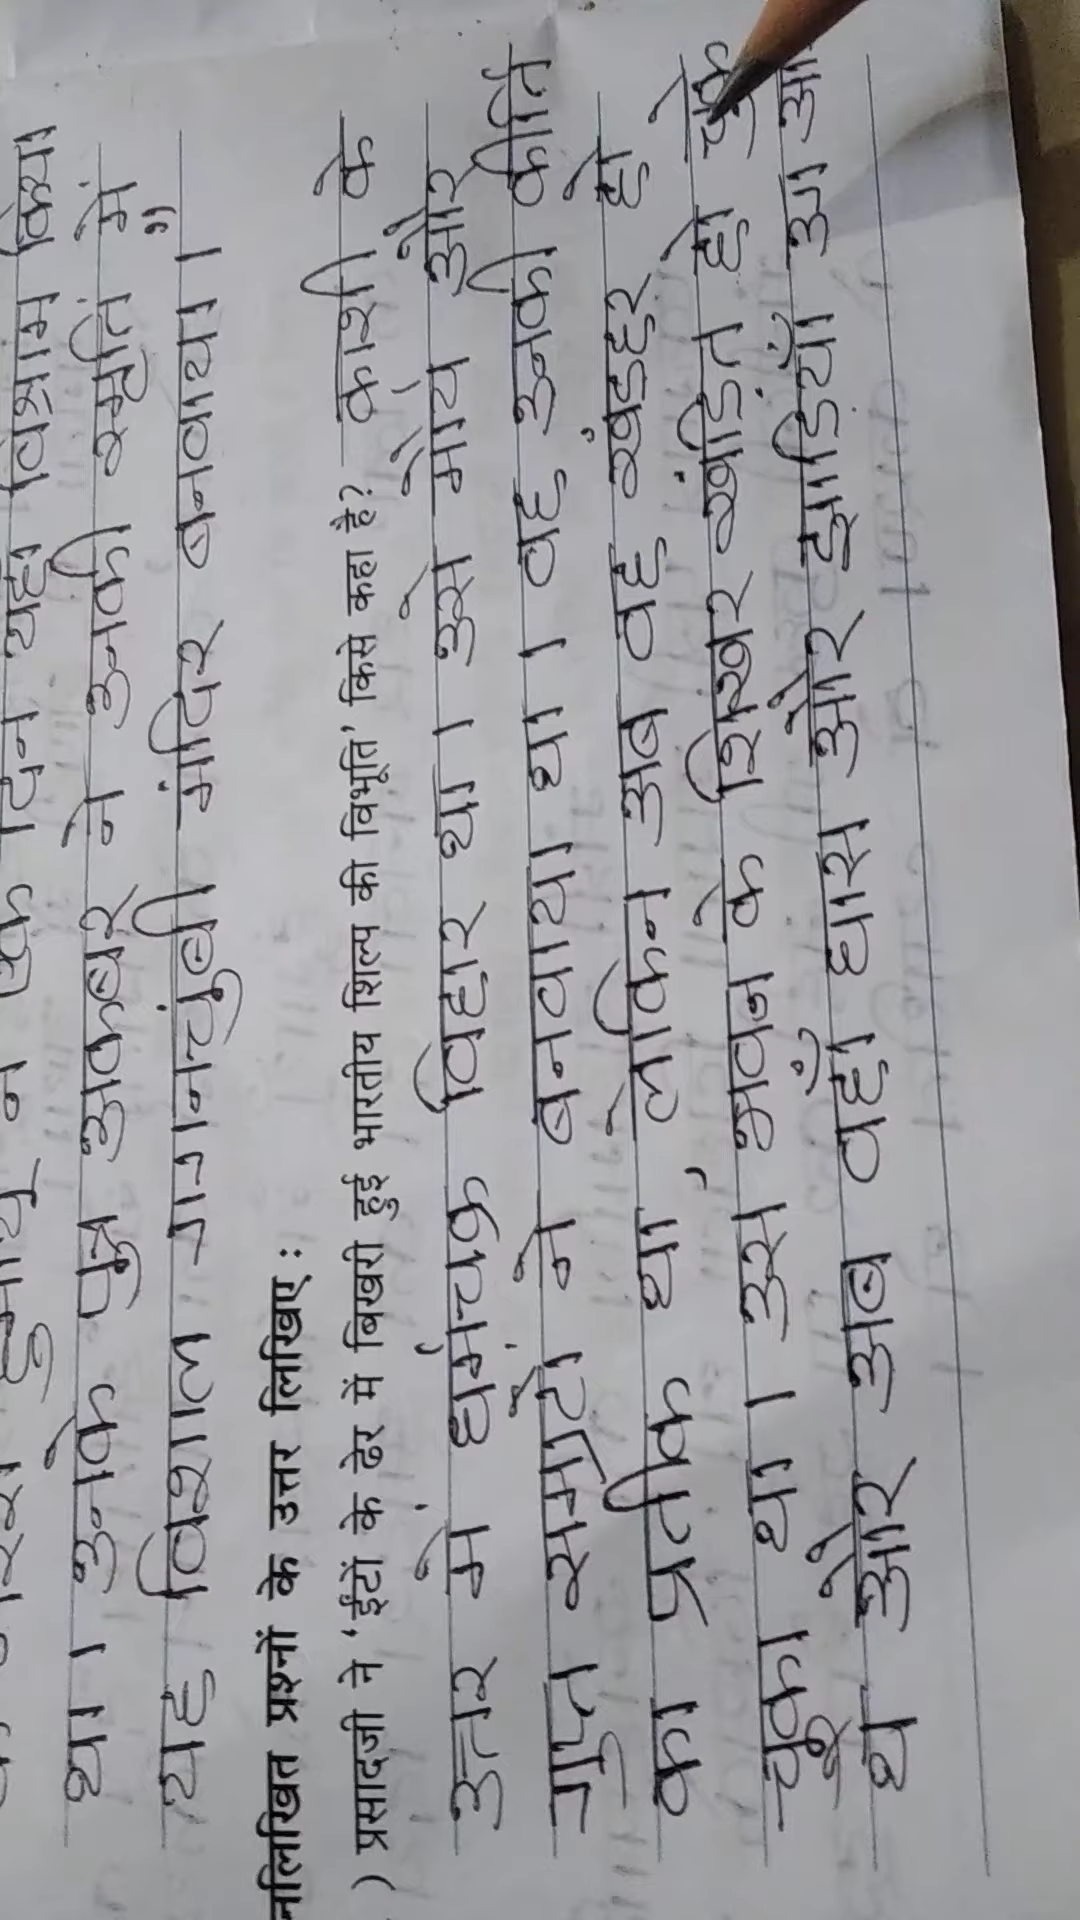 था। उनके पुत्र अकबर ने उनकी स्मृति में
यह विशाल गगनचुंबी मंदिर बनवाया।
नलिखित प्रश्नों के उत्तर लिखिए :
) प्रसादजी ने 'ईंटों के ढेर में बिखरी हुई भारतीय शिल्प की विभूति' किसे कहा है? काशी के
उत्तर में धर्मचक्र विहार था। उसे मौर्य और
गुप्त सम्राटों ने बनवाया था। वह उनकी कीर्ति
का प्रतीक था, लेकिन अब वह खंडहर हो
चुका था। उस भवन के शिखर खंडित हो चुके
थे और अब वहाँ घास और झाडियाँ उग आ